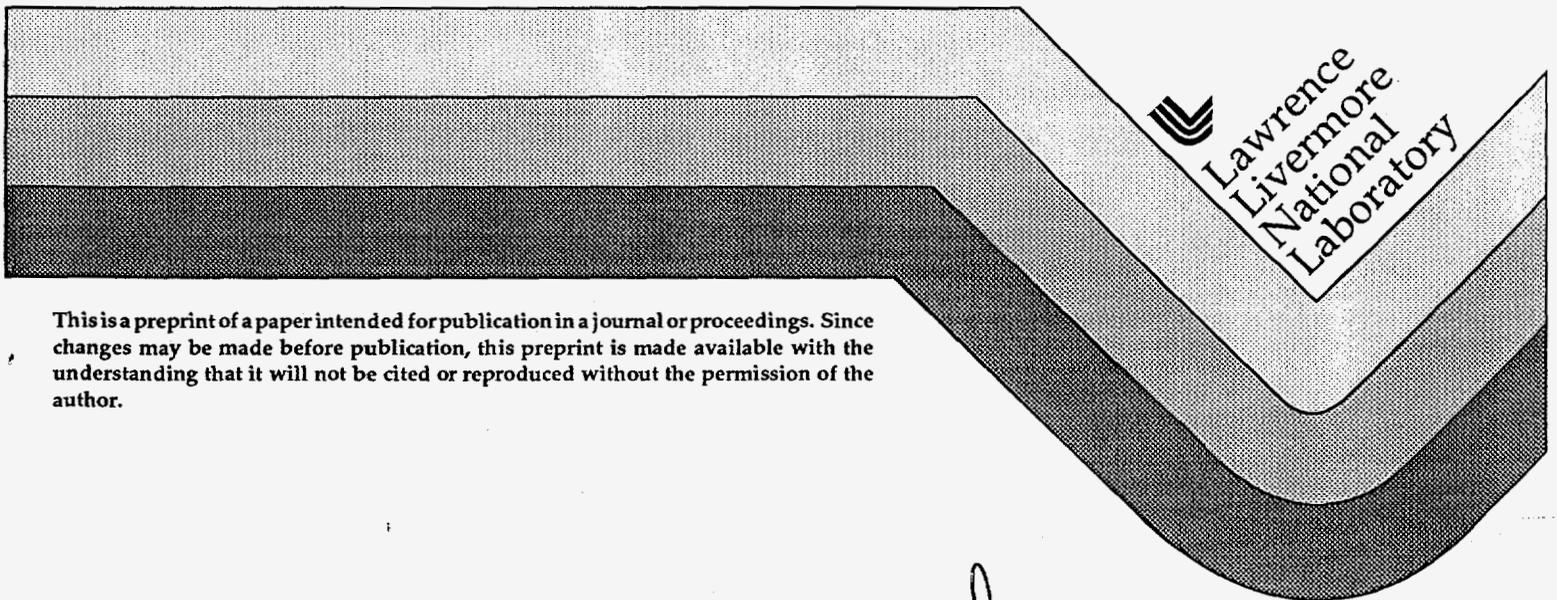 Lawrence
Livermore
National
Laboratory
This is a preprint of a paper intended for publication in a journal or proceedings. Since
changes may be made before publication, this preprint is made available with the
understanding that it will not be cited or reproduced without the permission of the
author.